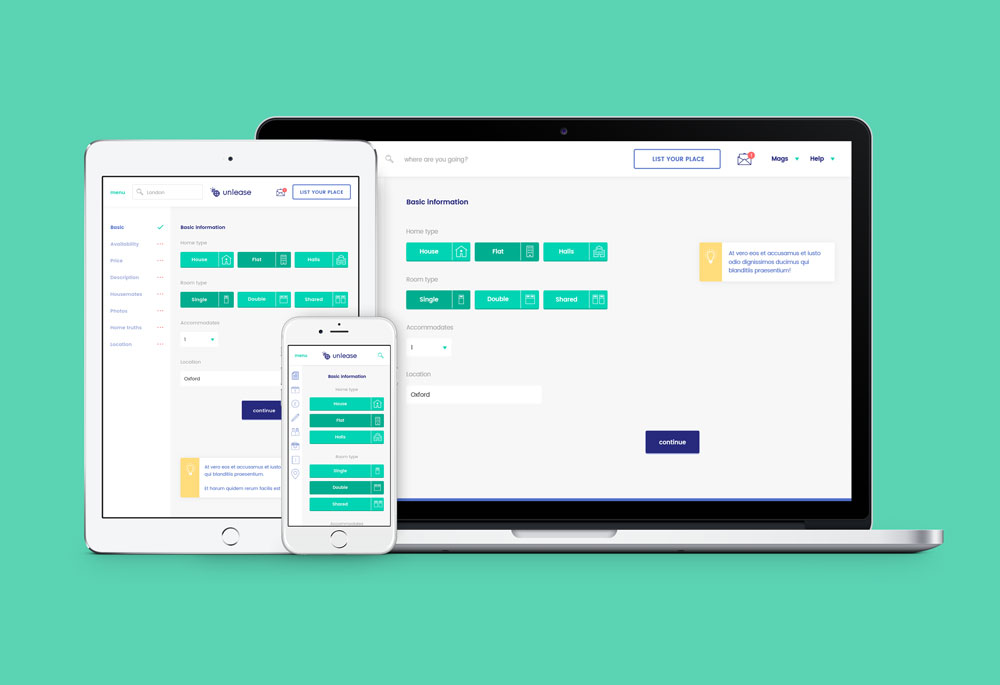 where are you going?
LIST YOUR PLACE
1
Mags
Help
Basic information
Home type
House
Flat
Halls
Room type
Single
Double
Shared
Accommodates
1
Location
Oxford
continue
At vero eos et accusamus et iusto
odio dignissimos ducimus qui
blanditiis praesentium!
menu
London
unlease
LIST YOUR PLACE
Basic
Availability
Price
Description
Housemates
Photos
Home truths
Location
Basic information
Home type
House
Flat
Halls
Room type
Single
Double
Shared
Accommodates
1
Location
Oxford
continue
At vero eos et accusamus et iusto
qui blanditiis praesentium.
Et harum quidem rerum facilis est
menu
unlease
Basic information
Home type
House
Flat
Halls
Room type
Single
Double
Shared
Accommodates